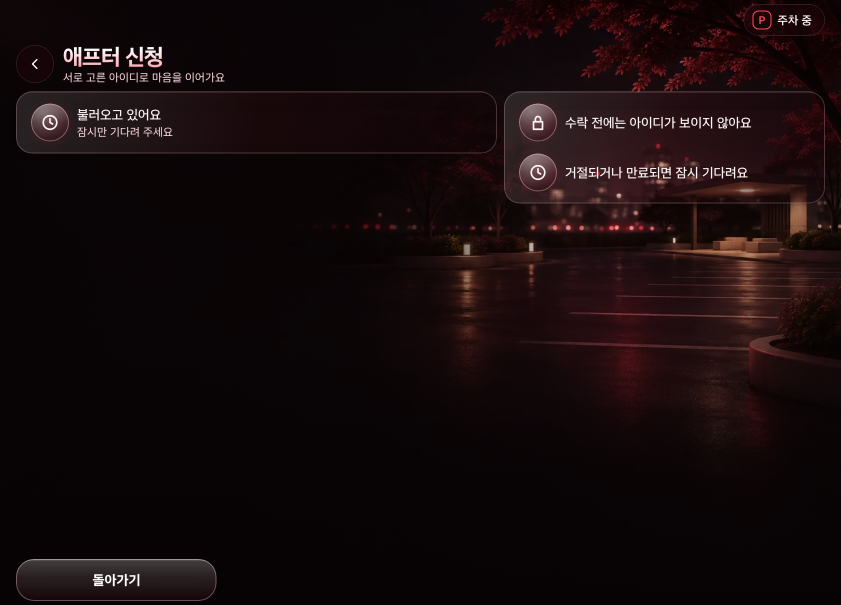 P 주차 중
애프터 신청
서로 고른 아이디로 마음을 이어가요
불러오고 있어요
잠시만 기다려 주세요
수락 전에는 아이디가 보이지 않아요
거절되거나 만료되면 잠시 기다려요
돌아가기